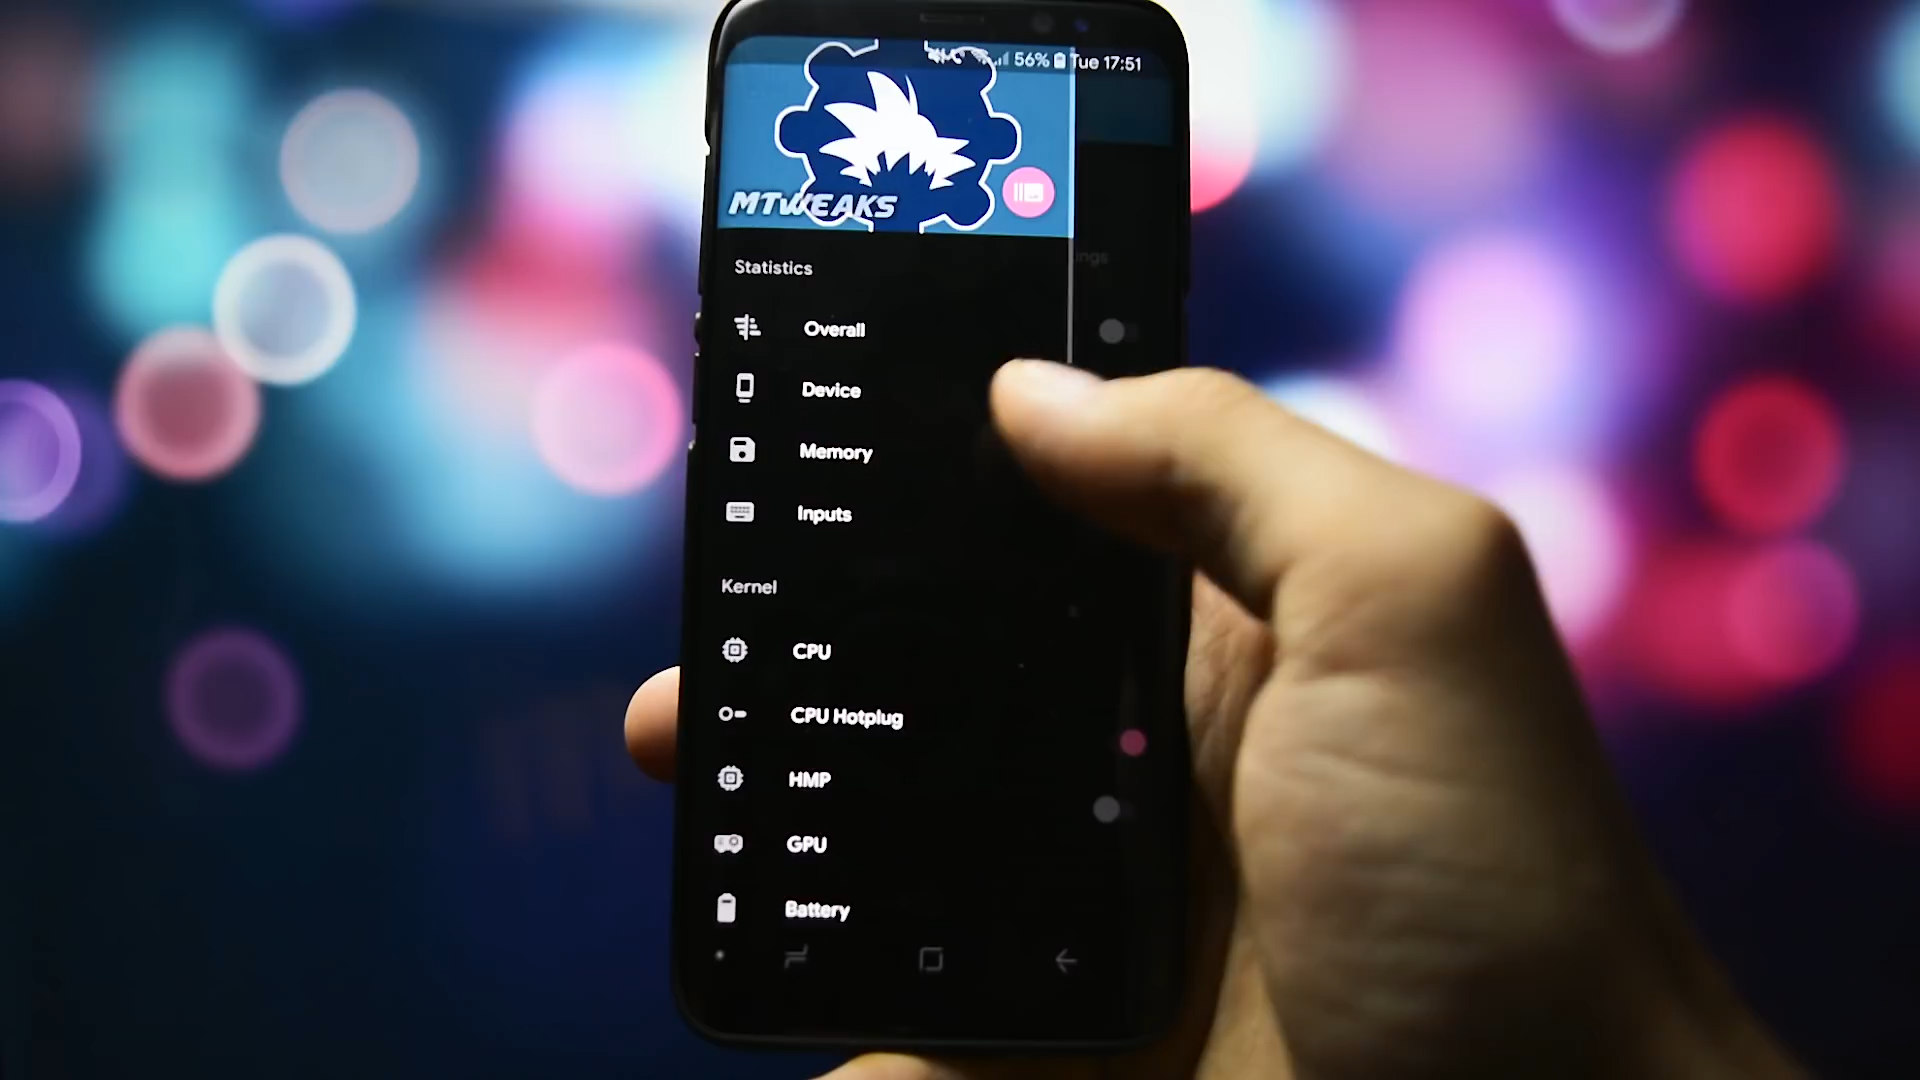 56% Tue 17:51
MTWEAKS
Statistics
Overall
Device
Memory
Inputs
Kernel
CPU
CPU Hotplug
HMP
GPU
Battery